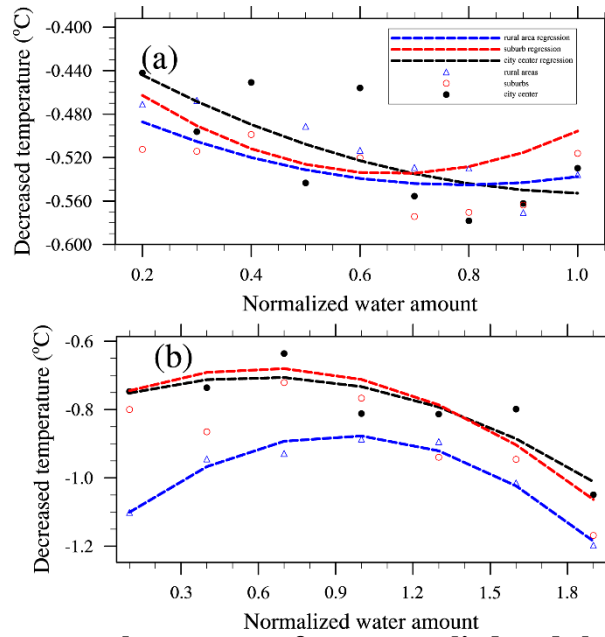 (a)
Decreased temperature (°C)
-0.400
-0.440
-0.480
-0.520
-0.560
-0.600
rural area regression
suburb regression
city center regression
rural areas
suburbs
city center
0.2 0.4 0.6 0.8 1.0
Normalized water amount
(b)
Decreased temperature (°C)
-0.6
-0.8
-1.0
-1.2
0.3 0.6 1.0 1.3 1.6 1.9
Normalized water amount